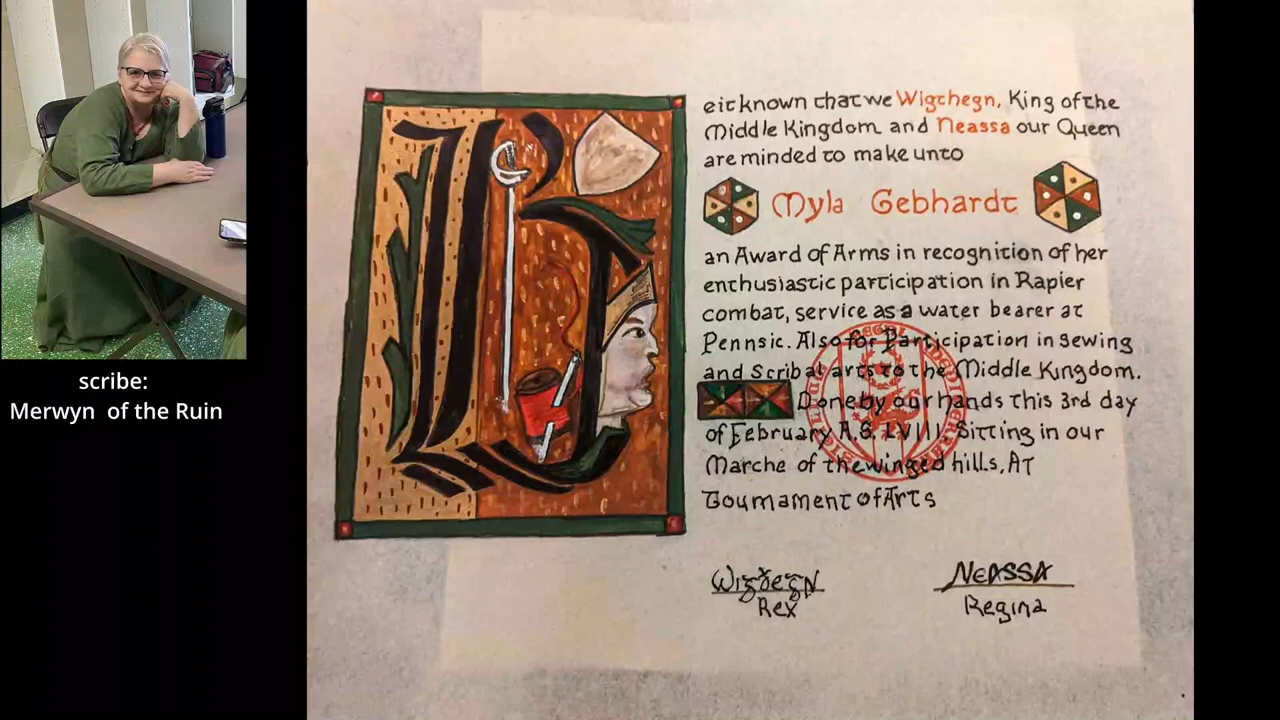 scribe:
Merwyn of the Ruin
eit known that we Wigthegn, King of the
Middle Kingdom and Neassa our Queen
are minded to make unto
Myla Gebhardt
an Award of Arms in recognition of her
enthusiastic participation in Rapier
combat, service as a water bearer at
Pennsic. Also for Participation in sewing
and Scribal arts to the Middle Kingdom.
Done by our hands this 3rd day
of February A.S. LVIII. Sitting in our
Marche of the winged hills, At
Tournament of Arts
Wigþegn
Rex
NEASSA
Regina